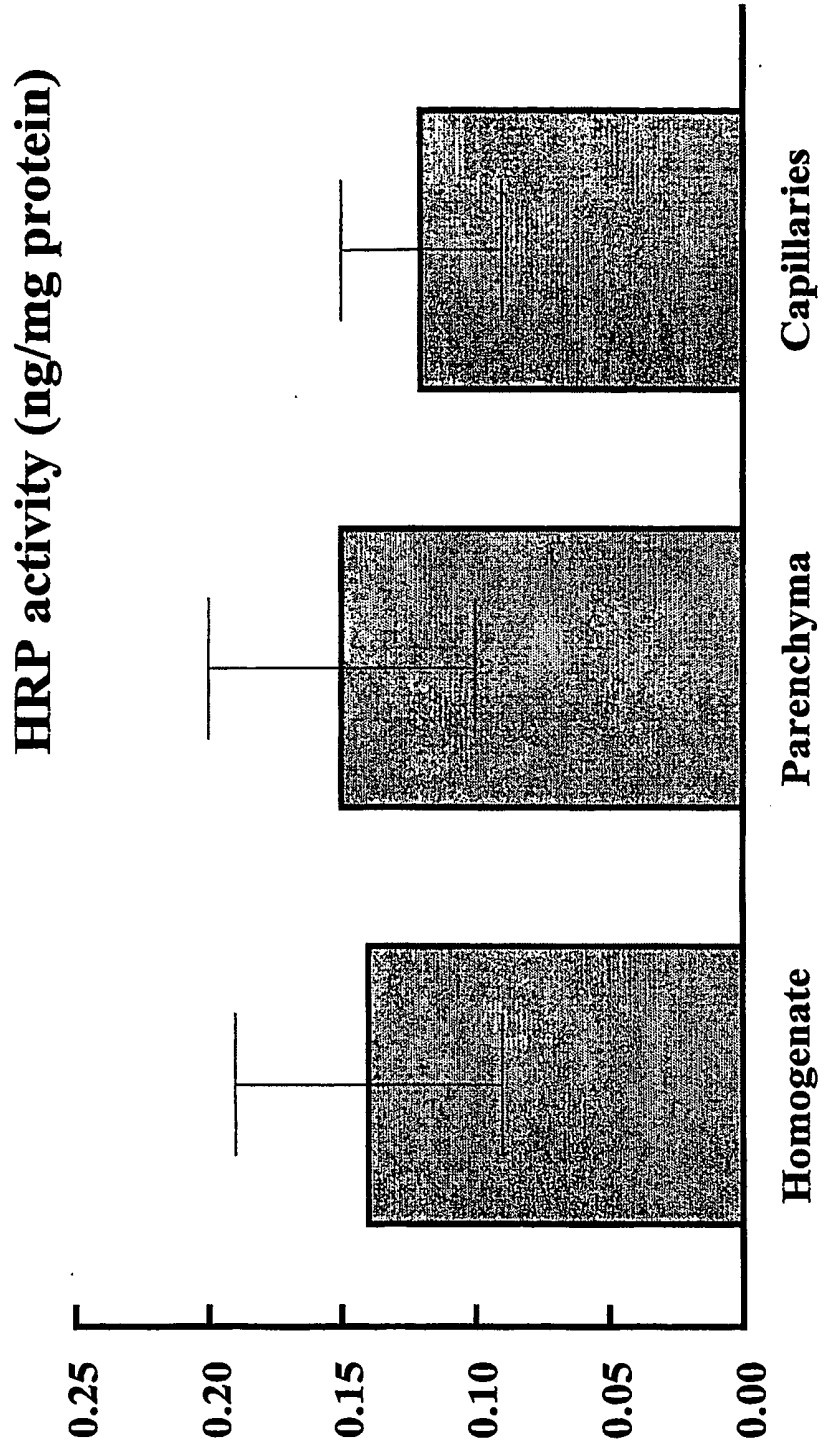 HRP activity (ng/mg protein)
0.25
0.20
0.15
0.10
0.05
0.00
Homogenate
Parenchyma
Capillaries